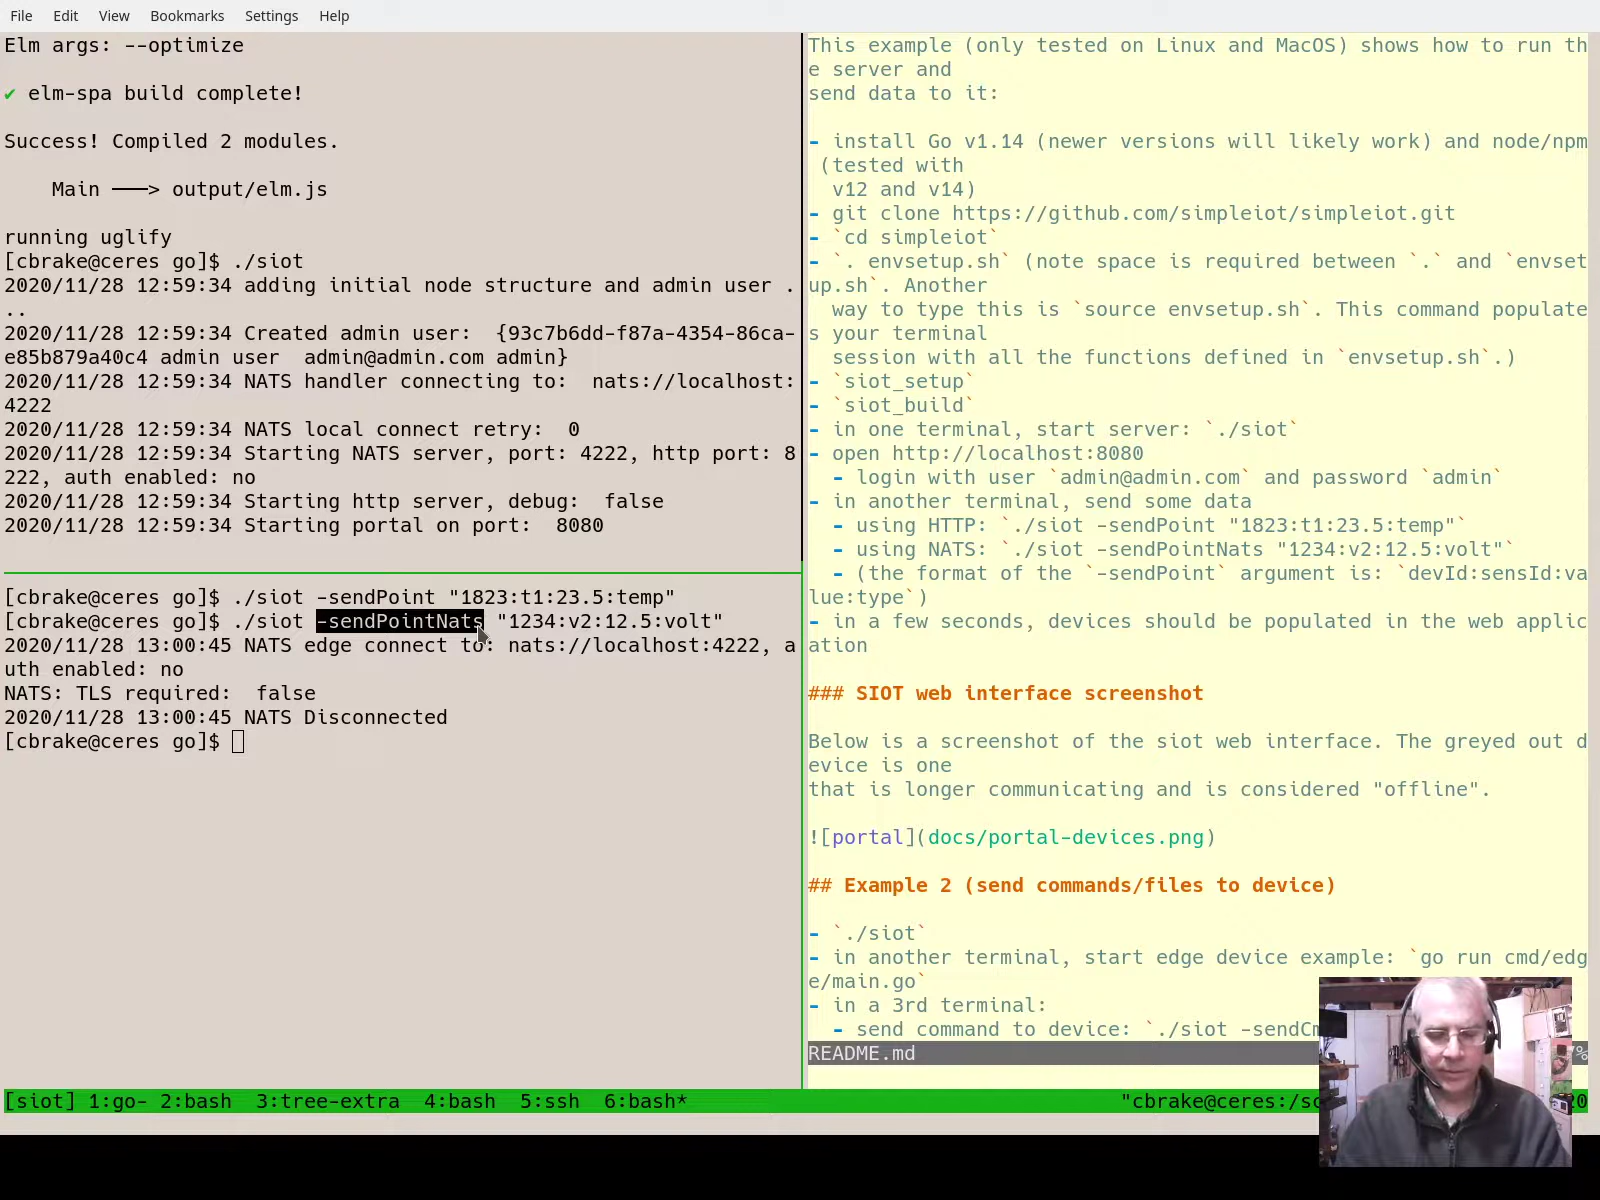 File Edit View Bookmarks Settings Help
Elm args: --optimize
✔ elm-spa build complete!
Success! Compiled 2 modules.
Main ───> output/elm.js
running uglify
[cbrake@ceres go]$ ./siot
2020/11/28 12:59:34 adding initial node structure and admin user .
..
2020/11/28 12:59:34 Created admin user:  {93c7b6dd-f87a-4354-86ca-
e85b879a40c4 admin user  admin@admin.com admin}
2020/11/28 12:59:34 NATS handler connecting to:  nats://localhost:
4222
2020/11/28 12:59:34 NATS local connect retry:  0
2020/11/28 12:59:34 Starting NATS server, port: 4222, http port: 8
222, auth enabled: no
2020/11/28 12:59:34 Starting http server, debug:  false
2020/11/28 12:59:34 Starting portal on port:  8080
[cbrake@ceres go]$ ./siot -sendPoint "1823:t1:23.5:temp"
[cbrake@ceres go]$ ./siot -sendPointNats "1234:v2:12.5:volt"
2020/11/28 13:00:45 NATS edge connect to: nats://localhost:4222, a
uth enabled: no
NATS: TLS required:  false
2020/11/28 13:00:45 NATS Disconnected
[cbrake@ceres go]$
This example (only tested on Linux and MacOS) shows how to run th
e server and
send data to it:
- install Go v1.14 (newer versions will likely work) and node/npm
(tested with
v12 and v14)
- git clone https://github.com/simpleiot/simpleiot.git
- `cd simpleiot`
- `. envsetup.sh` (note space is required between `.` and `envset
up.sh`. Another
way to type this is `source envsetup.sh`. This command populate
s your terminal
session with all the functions defined in `envsetup.sh`.)
- `siot_setup`
- `siot_build`
- in one terminal, start server: `./siot`
- open http://localhost:8080
- login with user `admin@admin.com` and password `admin`
- in another terminal, send some data
- using HTTP: `./siot -sendPoint "1823:t1:23.5:temp"`
- using NATS: `./siot -sendPointNats "1234:v2:12.5:volt"`
- (the format of the `-sendPoint` argument is: `devId:sensId:va
lue:type`)
- in a few seconds, devices should be populated in the web applic
ation
### SIOT web interface screenshot
Below is a screenshot of the siot web interface. The greyed out d
evice is one
that is longer communicating and is considered "offline".
![portal](docs/portal-devices.png)
## Example 2 (send commands/files to device)
- `./siot`
- in another terminal, start edge device example: `go run cmd/edg
e/main.go`
- in a 3rd terminal:
- send command to device: `./siot -sendCm
README.md %
[siot] 1:go- 2:bash  3:tree-extra  4:bash  5:ssh  6:bash* "cbrake@ceres:/sc 20